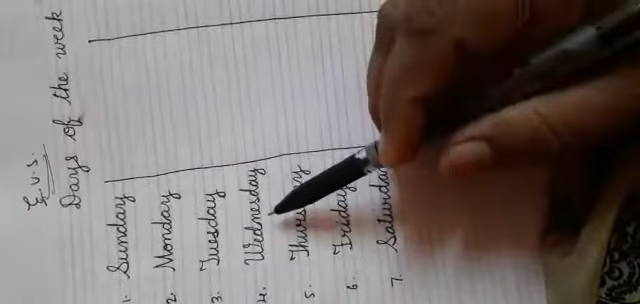 E.V.S.
Days of the week
1. Sunday
2. Monday
3. Tuesday
4. Wednesday
5. Thursday
6. Friday
7. Saturday